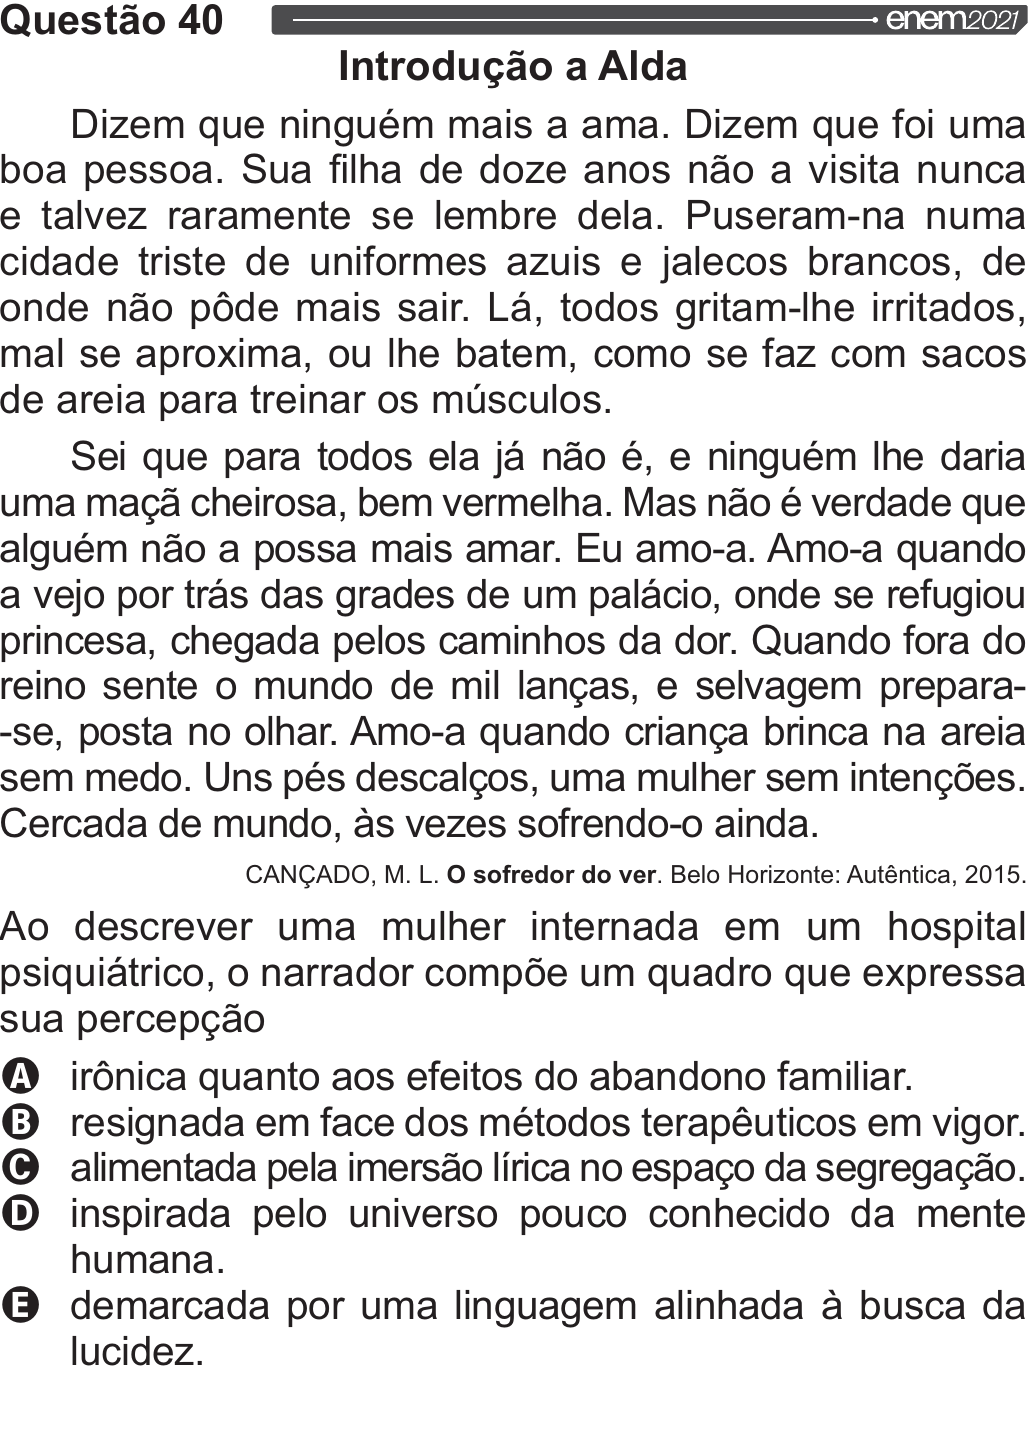 Questão 40 enem2021
Introdução a Alda
Dizem que ninguém mais a ama. Dizem que foi uma
boa pessoa. Sua filha de doze anos não a visita nunca
e talvez raramente se lembre dela. Puseram-na numa
cidade triste de uniformes azuis e jalecos brancos, de
onde não pôde mais sair. Lá, todos gritam-lhe irritados,
mal se aproxima, ou lhe batem, como se faz com sacos
de areia para treinar os músculos.
Sei que para todos ela já não é, e ninguém lhe daria
uma maçã cheirosa, bem vermelha. Mas não é verdade que
alguém não a possa mais amar. Eu amo-a. Amo-a quando
a vejo por trás das grades de um palácio, onde se refugiou
princesa, chegada pelos caminhos da dor. Quando fora do
reino sente o mundo de mil lanças, e selvagem prepara-
-se, posta no olhar. Amo-a quando criança brinca na areia
sem medo. Uns pés descalços, uma mulher sem intenções.
Cercada de mundo, às vezes sofrendo-o ainda.
CANÇADO, M. L. O sofredor do ver. Belo Horizonte: Autêntica, 2015.
Ao descrever uma mulher internada em um hospital
psiquiátrico, o narrador compõe um quadro que expressa
sua percepção
A irônica quanto aos efeitos do abandono familiar.
B resignada em face dos métodos terapêuticos em vigor.
C alimentada pela imersão lírica no espaço da segregação.
D inspirada pelo universo pouco conhecido da mente
humana.
E demarcada por uma linguagem alinhada à busca da
lucidez.